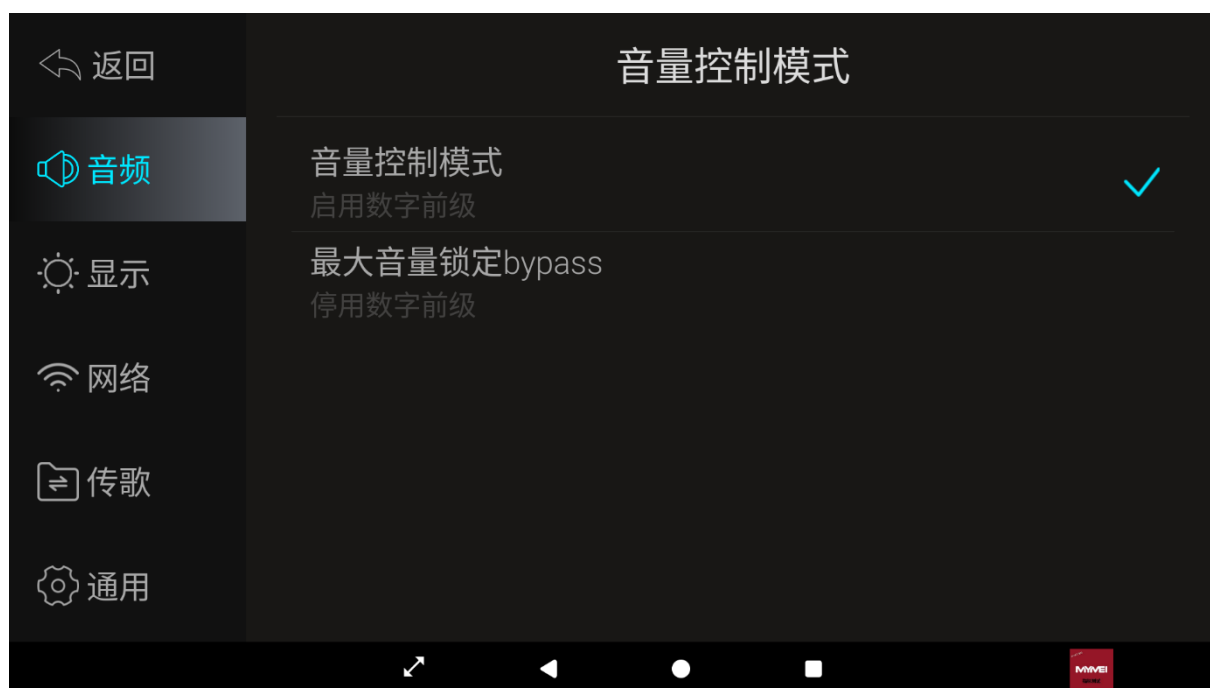 返回
音量控制模式
音频
音量控制模式
启用数字前级
显示
最大音量锁定bypass
停用数字前级
网络
传歌
通用